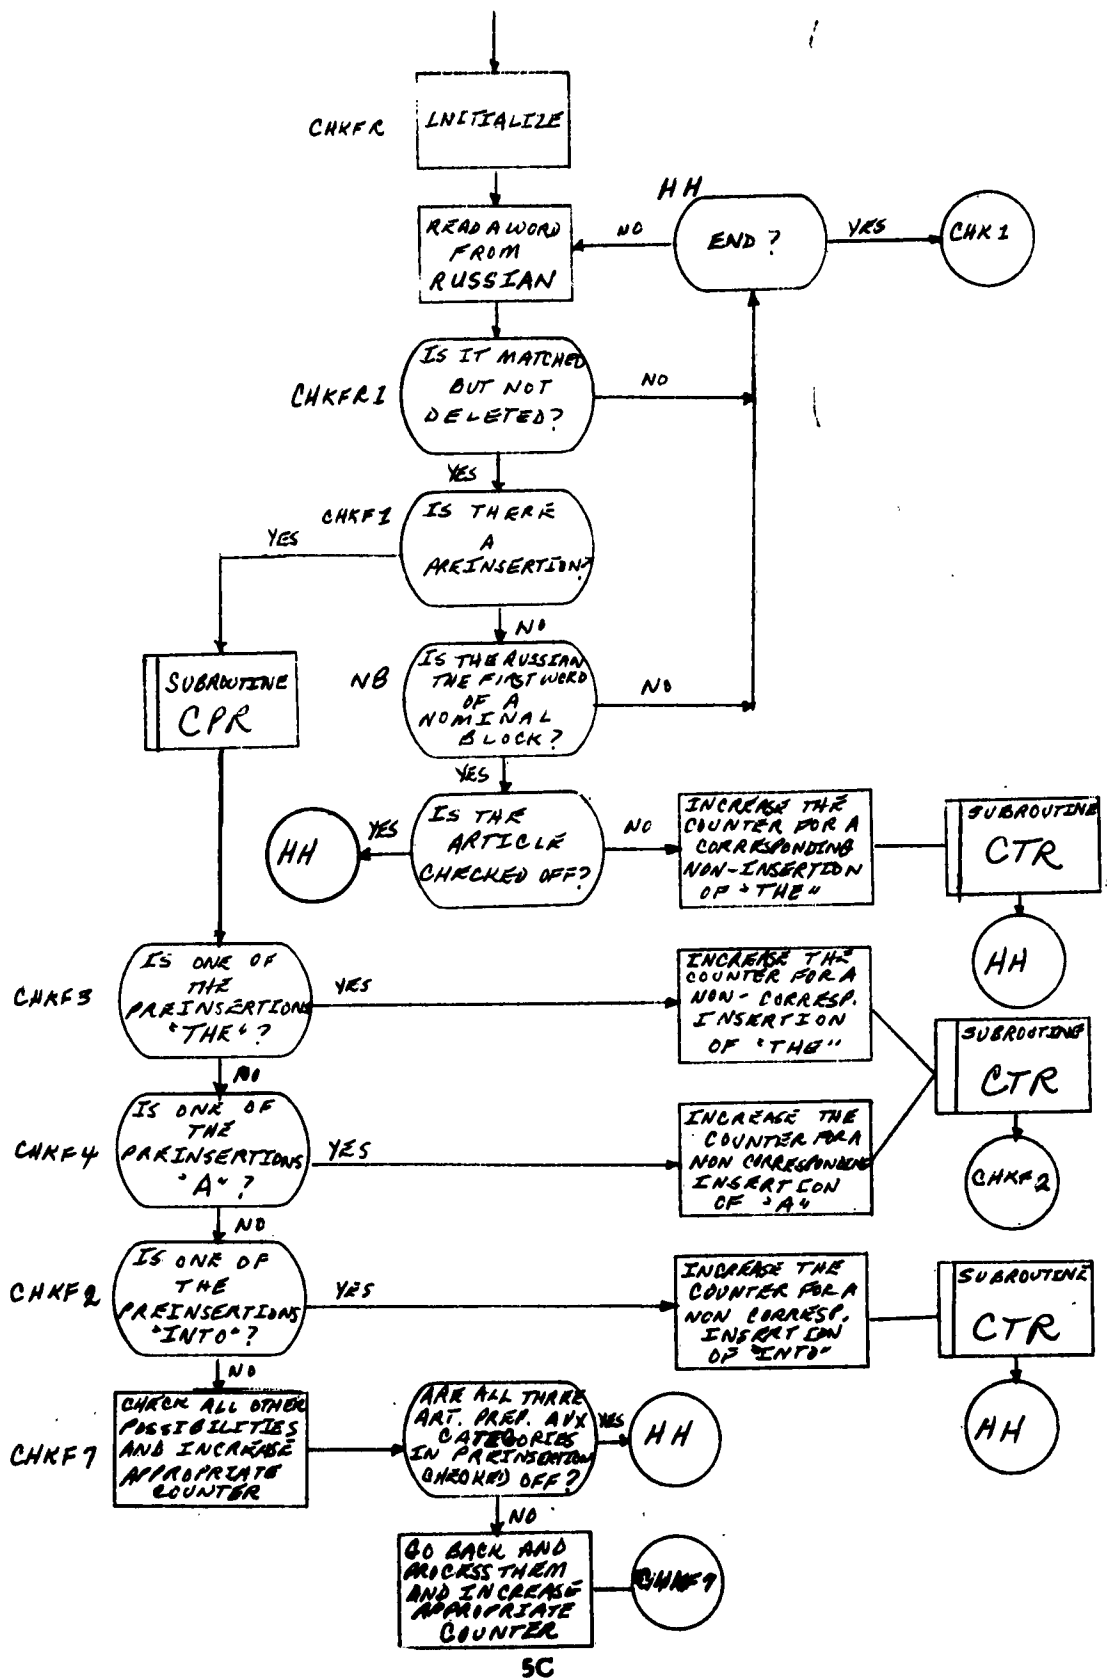 CHKFR
INITIALIZE
HH
READ A WORD
FROM
RUSSIAN
NO
END?
YES
CHK1
CHKFR1
IS IT MATCHED
BUT NOT
DELETED?
NO
YES
CHKF1
IS THERE
A
PREINSERTION?
YES
NO
SUBROUTINE
CPR
NB
IS THE RUSSIAN
THE FIRST WORD
OF A
NOMINAL
BLOCK?
NO
YES
HH
YES
IS THE
ARTICLE
CHECKED OFF?
NO
INCREASE THE
COUNTER FOR A
CORRESPONDING
NON-INSERTION
OF "THE"
SUBROUTINE
CTR
HH
CHKF3
IS ONE OF
THE
PREINSERTIONS
"THE"?
YES
INCREASE THE
COUNTER FOR A
NON-CORRESP.
INSERTION
OF "THE"
NO
SUBROUTINE
CTR
CHKF4
IS ONE OF
THE
PREINSERTIONS
"A"?
YES
INCREASE THE
COUNTER FOR A
NON CORRESPONDING
INSERTION
OF "A"
CHKF2
NO
CHKF2
IS ONE OF
THE
PREINSERTIONS
"INTO"?
YES
INCREASE THE
COUNTER FOR A
NON CORRESP.
INSERTION
OF "INTO"
SUBROUTINE
CTR
HH
NO
CHKF7
CHECK ALL OTHER
POSSIBILITIES
AND INCREASE
APPROPRIATE
COUNTER
ARE ALL THREE
ART. PREP. AUX
CATEGORIES
IN PREINSERTION
CHECKED OFF?
YES
HH
NO
GO BACK AND
PROCESS THEM
AND INCREASE
APPROPRIATE
COUNTER
5C